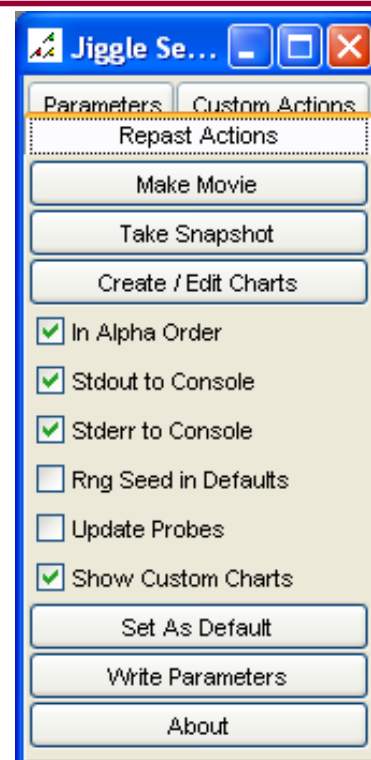 Jiggle Se...
Parameters Custom Actions
Repast Actions
Make Movie
Take Snapshot
Create / Edit Charts
In Alpha Order
Stdout to Console
Stderr to Console
Rng Seed in Defaults
Update Probes
Show Custom Charts
Set As Default
Write Parameters
About